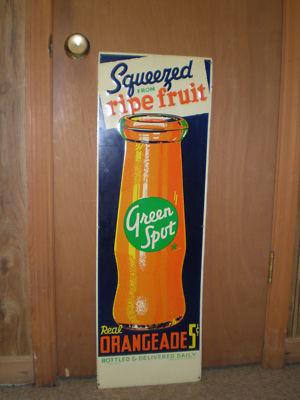 Squeezed
FROM
ripe fruit
Green
Spot
Real
ORANGEADE 5¢
BOTTLED & DELIVERED DAILY